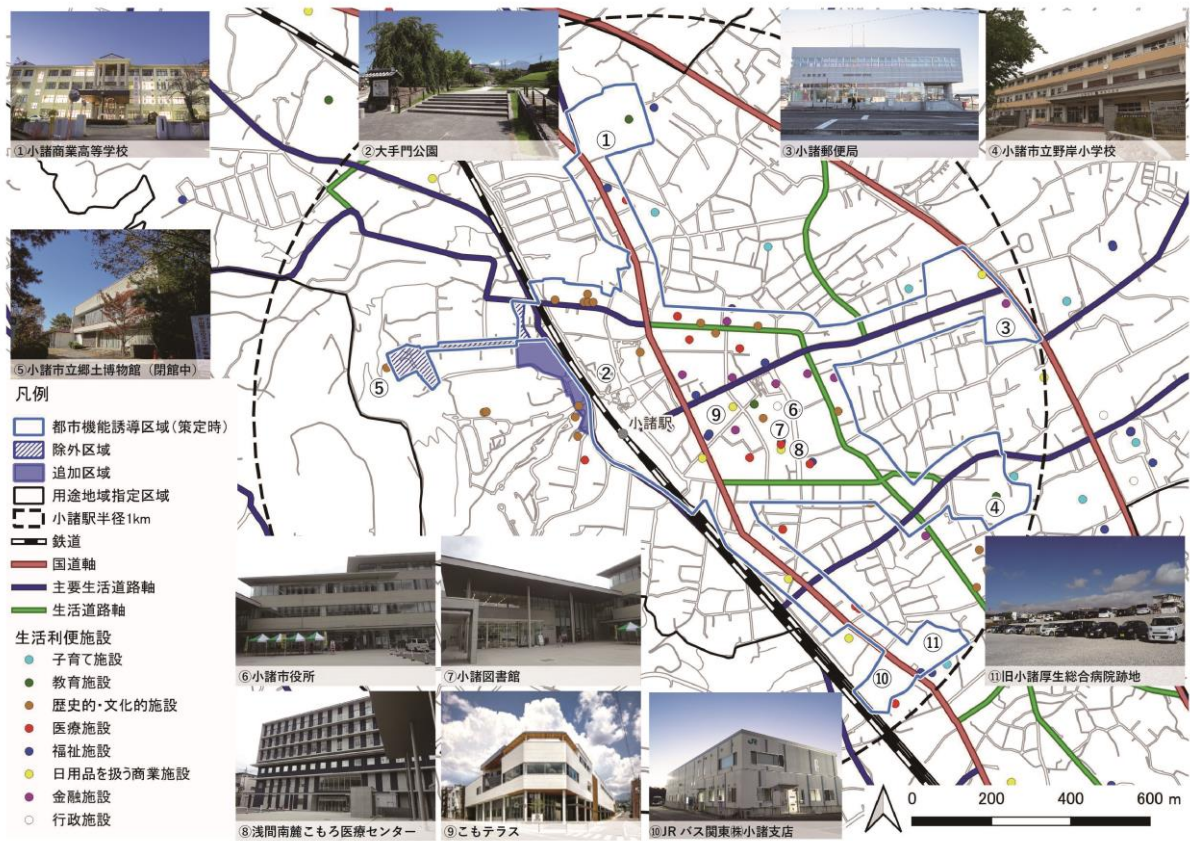 ①小諸商業高等学校
②大手門公園
③小諸郵便局
④小諸市立野岸小学校
①
③
⑤小諸市立郷土博物館（閉館中）
⑤
②
小諸駅
⑨
⑥
⑦
⑧
④
凡例
都市機能誘導区域（策定時）
除外区域
追加区域
用途地域指定区域
小諸駅半径1km
鉄道
国道軸
主要生活道路軸
生活道路軸
生活利便施設
子育て施設
教育施設
歴史的・文化的施設
医療施設
福祉施設
日用品を扱う商業施設
金融施設
行政施設
⑥小諸市役所
⑦小諸図書館
⑪
⑩
⑪旧小諸厚生総合病院跡地
⑧浅間南麓こもろ医療センター
⑨こもテラス
⑩JRバス関東㈱小諸支店
0 200 400 600 m